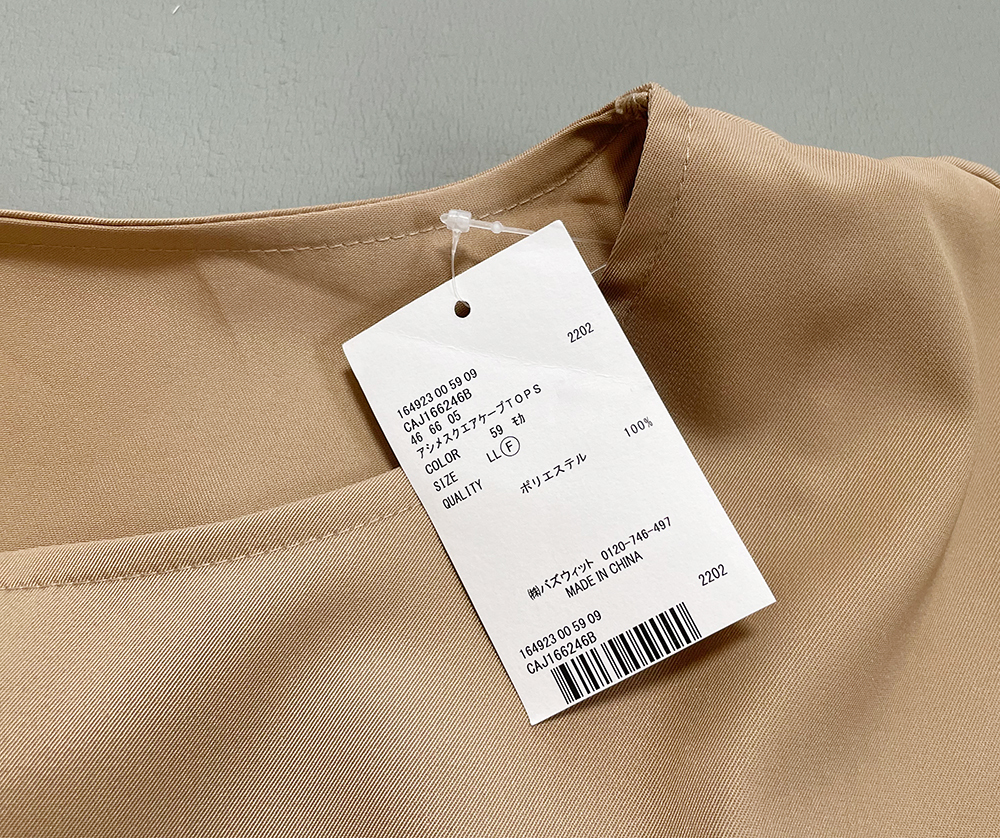 2202
164923 00 59 09
CAJ166246B
46 66 05
アシメスクエアケープTOPS
COLOR 59 モカ
SIZE LL Ⓕ
QUALITY ポリエステル 100%
㈱バズウィット 0120-746-497
MADE IN CHINA
2202
164923 00 59 09
CAJ166246B